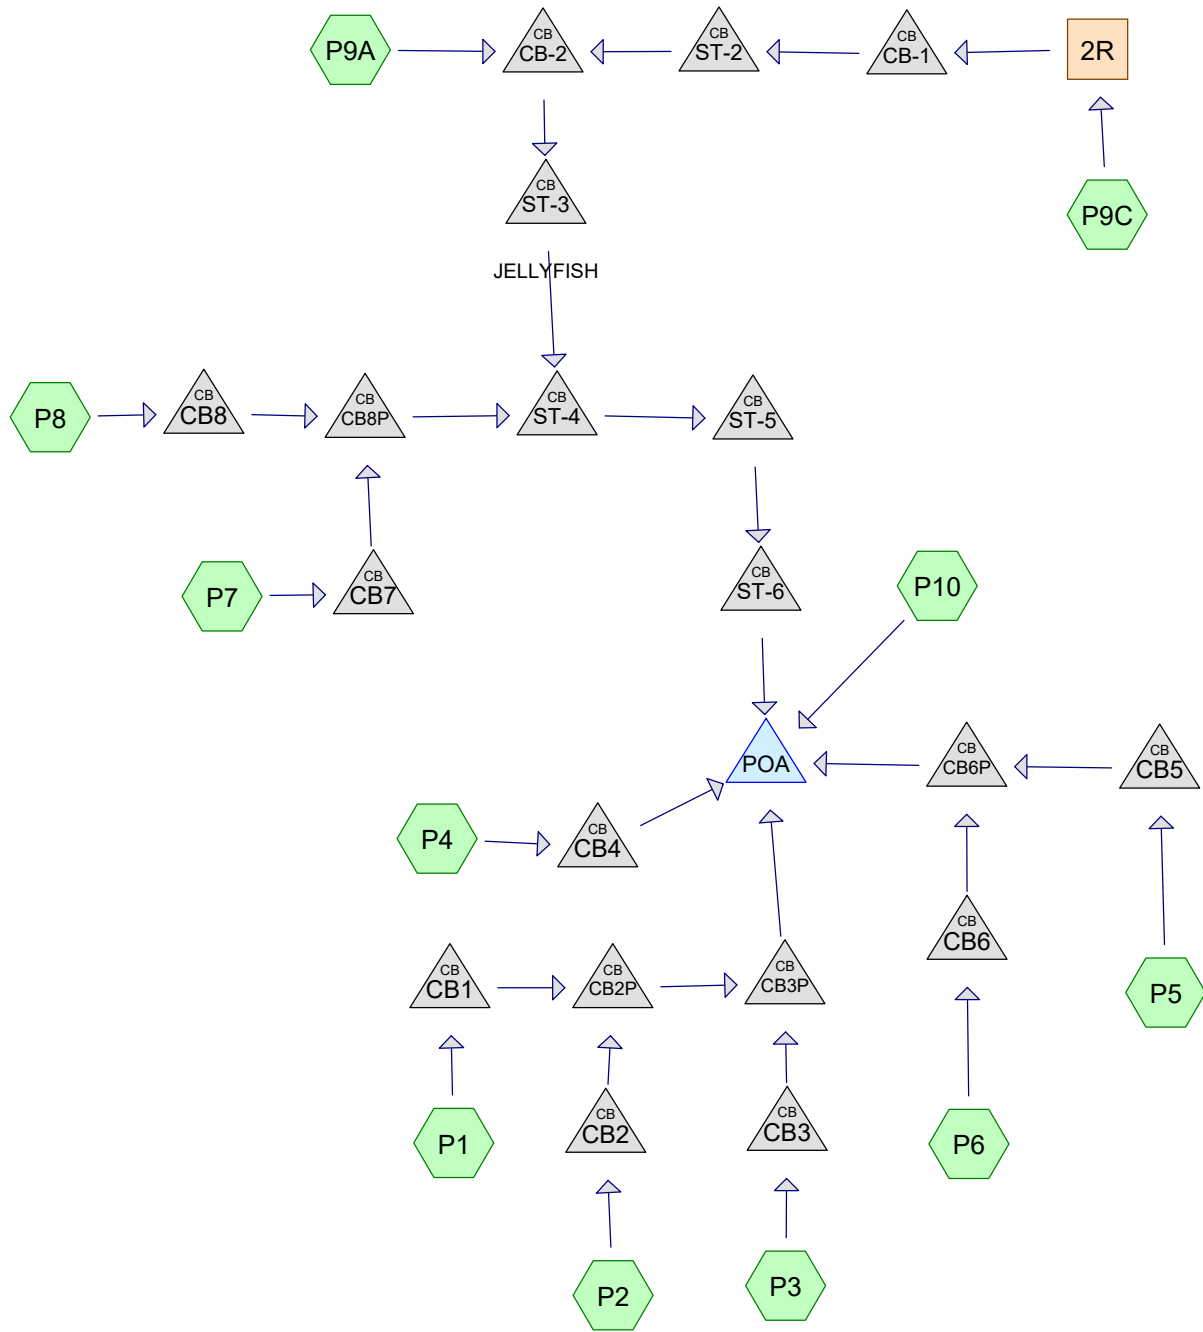 P9A
CB
CB-2
CB
ST-2
CB
CB-1
2R
CB
ST-3
P9C
JELLYFISH
P8
CB
CB8
CB
CB8P
CB
ST-4
CB
ST-5
P7
CB
CB7
CB
ST-6
P10
POA
CB
CB6P
CB
CB5
P4
CB
CB4
CB
CB6
CB
CB1
CB
CB2P
CB
CB3P
P5
P1
CB
CB2
CB
CB3
P6
P2
P3